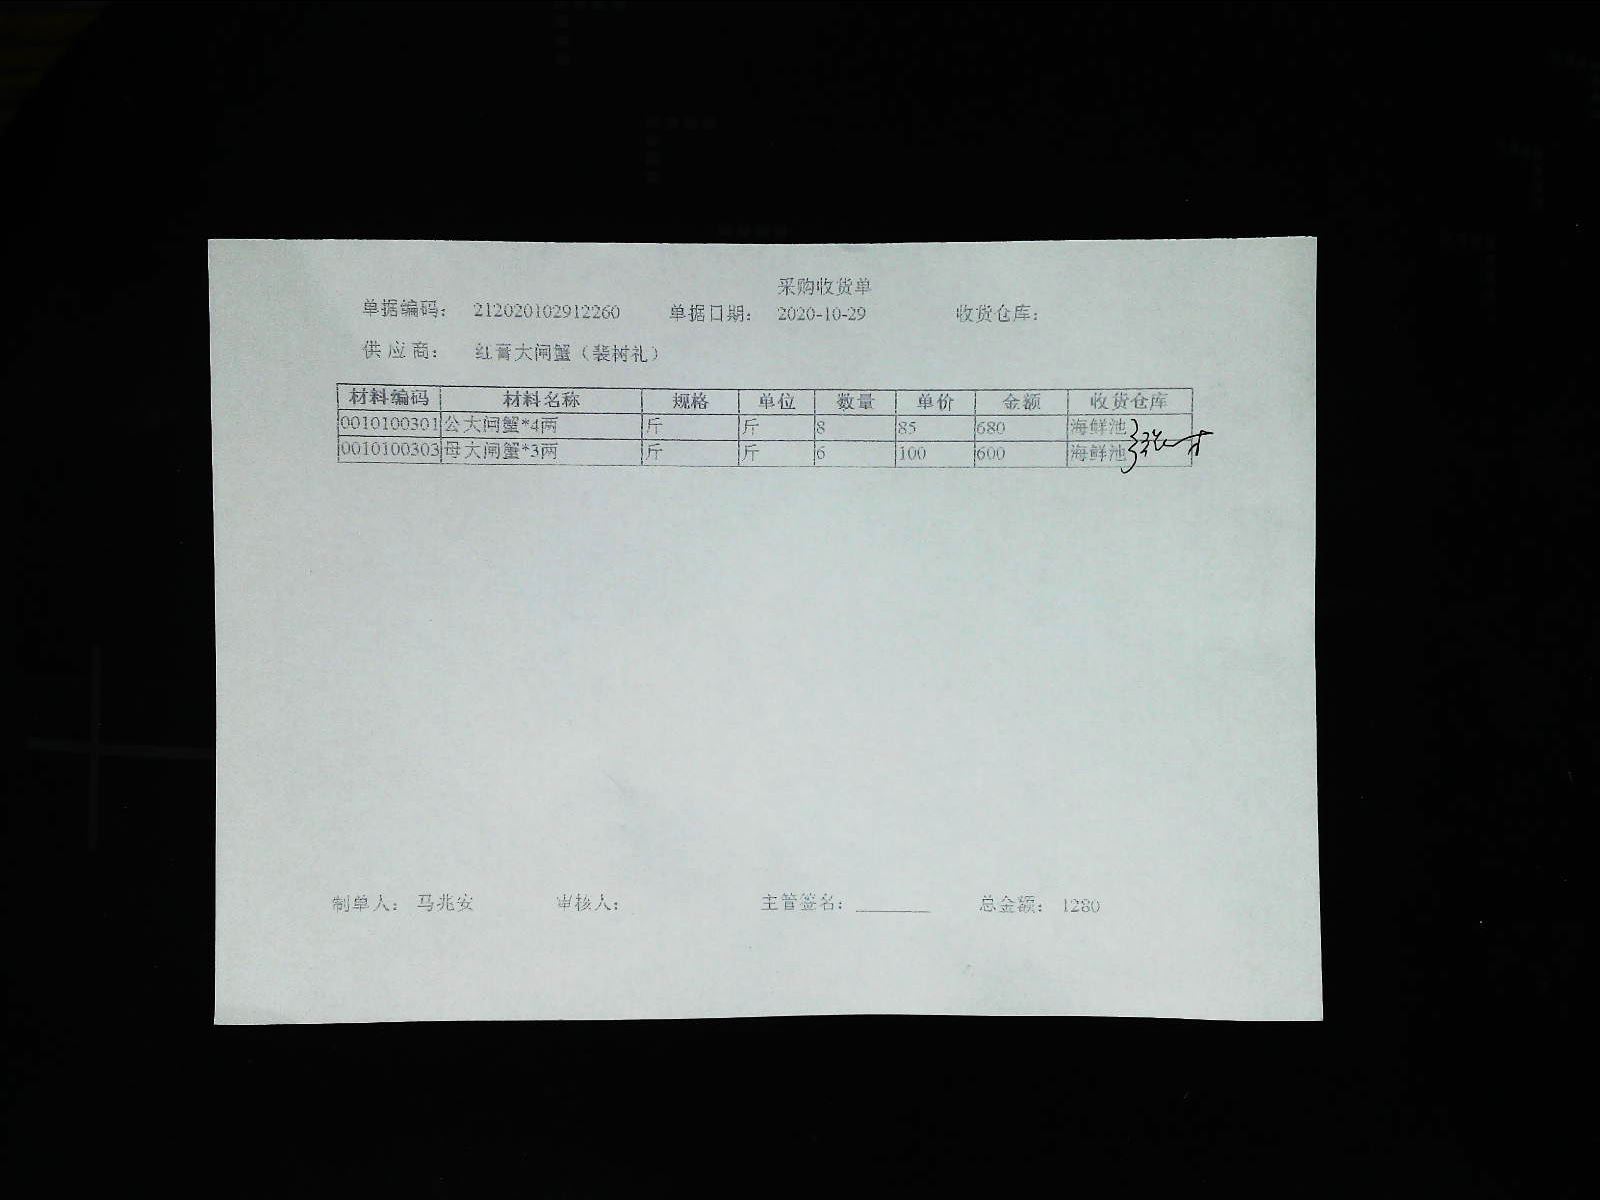 采购收货单
单据编码： 212020102912260 单据日期： 2020-10-29 收货仓库：
供应商： 红膏大闸蟹（裴树礼）
材料编码 材料名称 规格 单位 数量 单价 金额 收货仓库
0010100301 公大闸蟹*4两 斤 斤 8 85 680 海鲜池
0010100303 母大闸蟹*3两 斤 斤 6 100 600 海鲜池
制单人： 马兆安 审核人： 主管签名： 总金额： 1280